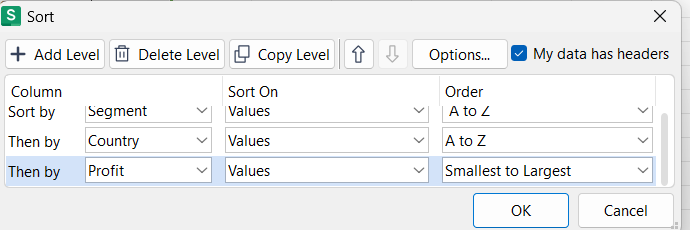 S Sort
Add Level Delete Level Copy Level Options... My data has headers
Column Sort On Order
Sort by Segment Values A to Z
Then by Country Values A to Z
Then by Profit Values Smallest to Largest
OK Cancel